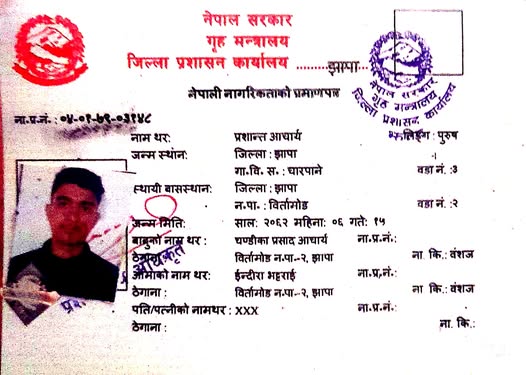 नेपाल सरकार
गृह मन्त्रालय
जिल्ला प्रशासन कार्यालय ..........झापा....
नेपाल सरकार
गृह मन्त्रालय
जिल्ला प्रशासन कार्यालय
नेपाली नागरिकताको प्रमाणपत्र
ना.प्र.नं.: ०४-०१-७९-०३१४८
नाम थर: प्रशान्त आचार्य लिङ्ग : पुरुष
जन्म स्थान: जिल्ला : झापा
गा.वि. स. : चारपाने वडा नं. :३
स्थायी बासस्थान: जिल्ला : झापा
न.पा. : विर्तामोड वडा नं. :२
जन्म मिति: साल: २०६२ महिना: ०६ गते: १५
बाबुको नाम थर : चण्डीका प्रसाद आचार्य ना.प्र.नं.:
ठेगाना : विर्तामोड न.पा.-२, झापा ना. कि.: वंशज
आमाको नाम थर: ईन्दीरा भट्टराई ना.प्र.नं.:
ठेगाना : विर्तामोड न.पा-२, झापा ना. कि.: वंशज
पति/पत्नीको नामथर : XXX ना.प्र.नं.:
ठेगाना : ना. कि.: